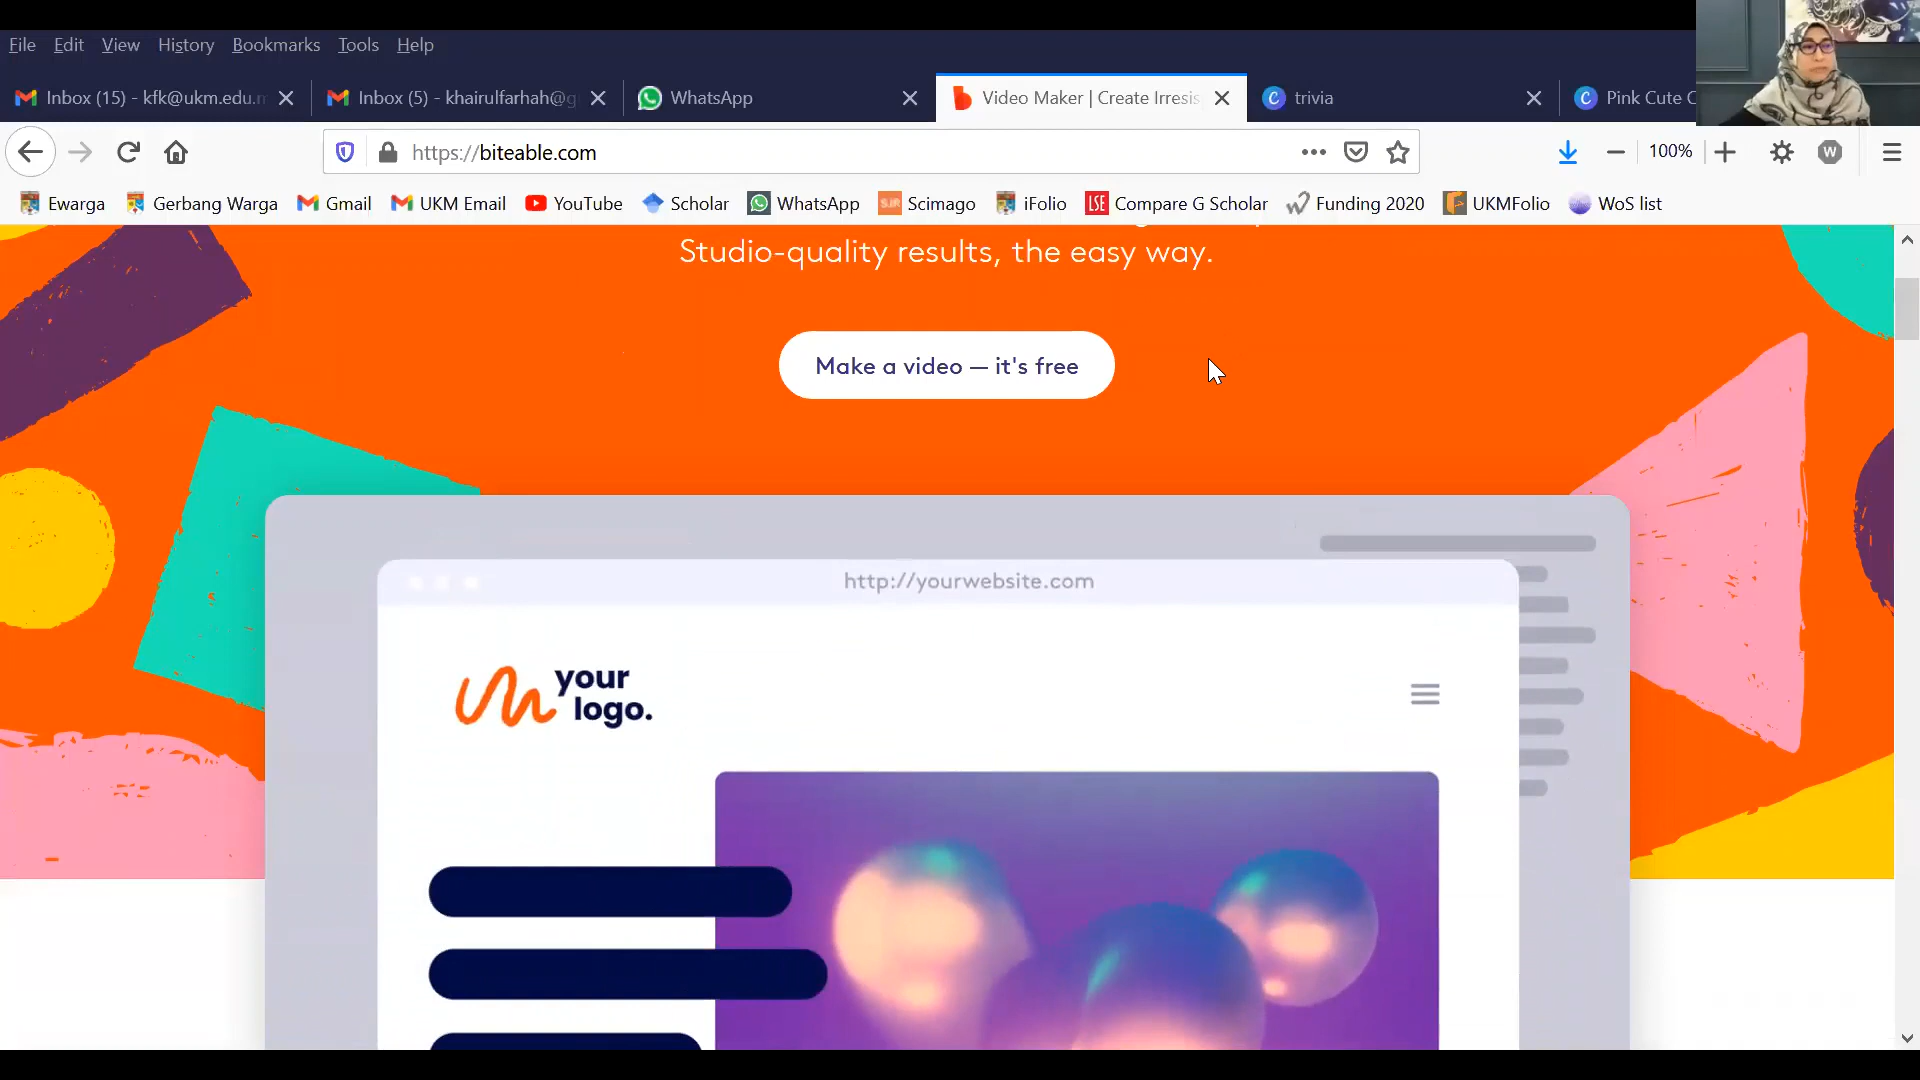 File Edit View History Bookmarks Tools Help
Inbox (15) - kfk@ukm.edu.m
Inbox (5) - khairulfarhah@g
WhatsApp
Video Maker | Create Irresis
trivia
Pink Cute C
https://biteable.com
100%
W
Ewarga Gerbang Warga Gmail UKM Email YouTube Scholar WhatsApp SJR Scimago iFolio LSE Compare G Scholar Funding 2020 UKMFolio WoS list
Studio-quality results, the easy way.
Make a video — it's free
http://yourwebsite.com
your
logo.